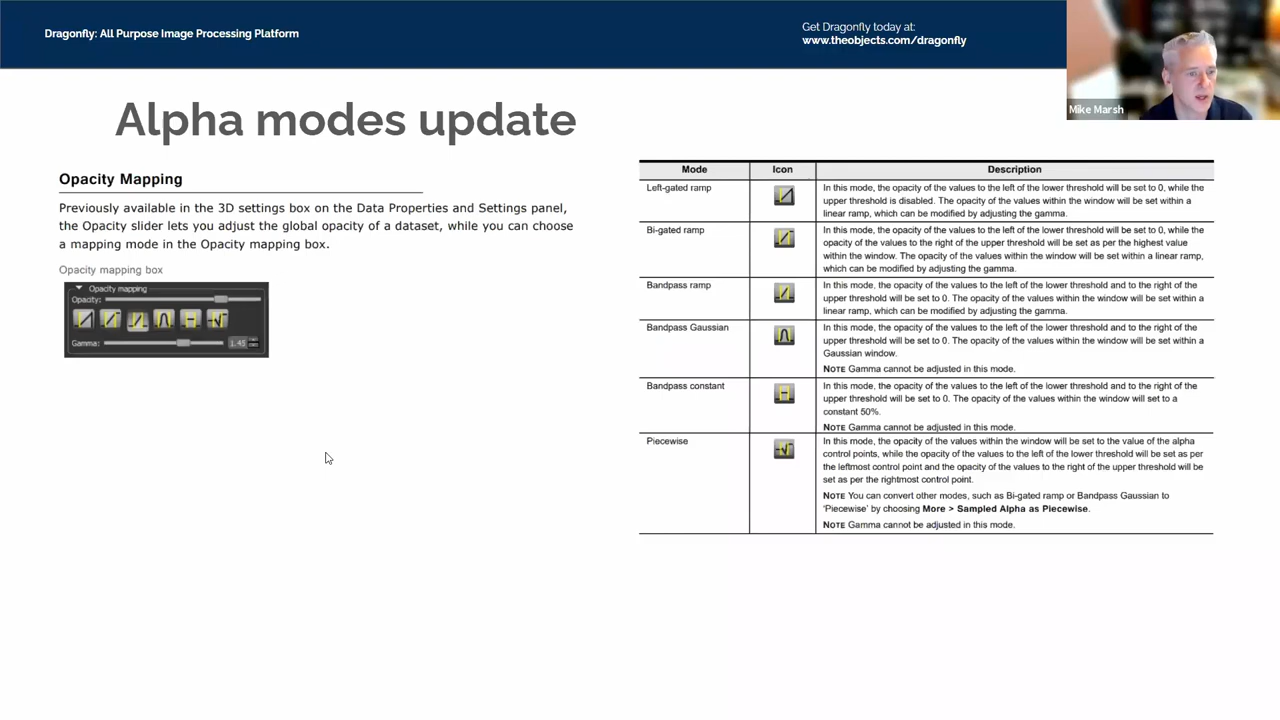 Dragonfly: All Purpose Image Processing Platform
Get Dragonfly today at:
www.theobjects.com/dragonfly
Mike Marsh
Alpha modes update
Opacity Mapping
Previously available in the 3D settings box on the Data Properties and Settings panel,
the Opacity slider lets you adjust the global opacity of a dataset, while you can choose
a mapping mode in the Opacity mapping box.
Opacity mapping box
Opacity mapping
Opacity:
Gamma: 1.45
Mode Icon Description
Left-gated ramp
In this mode, the opacity of the values to the left of the lower threshold will be set to 0, while the
upper threshold is disabled. The opacity of the values within the window will be set within a
linear ramp, which can be modified by adjusting the gamma.
Bi-gated ramp
In this mode, the opacity of the values to the left of the lower threshold will be set to 0, while the
opacity of the values to the right of the upper threshold will be set as per the highest value
within the window. The opacity of the values within the window will be set within a linear ramp,
which can be modified by adjusting the gamma.
Bandpass ramp
In this mode, the opacity of the values to the left of the lower threshold and to the right of the
upper threshold will be set to 0. The opacity of the values within the window will be set within a
linear ramp, which can be modified by adjusting the gamma.
Bandpass Gaussian
In this mode, the opacity of the values to the left of the lower threshold and to the right of the
upper threshold will be set to 0. The opacity of the values within the window will be set within a
Gaussian window.
NOTE Gamma cannot be adjusted in this mode.
Bandpass constant
In this mode, the opacity of the values to the left of the lower threshold and to the right of the
upper threshold will be set to 0. The opacity of the values within the window will set to a
constant 50%.
NOTE Gamma cannot be adjusted in this mode.
Piecewise
In this mode, the opacity of the values within the window will be set to the value of the alpha
control points, while the opacity of the values to the left of the lower threshold will be set as per
the leftmost control point and the opacity of the values to the right of the upper threshold will be
set as per the rightmost control point.
NOTE You can convert other modes, such as Bi-gated ramp or Bandpass Gaussian to
'Piecewise' by choosing More > Sampled Alpha as Piecewise.
NOTE Gamma cannot be adjusted in this mode.